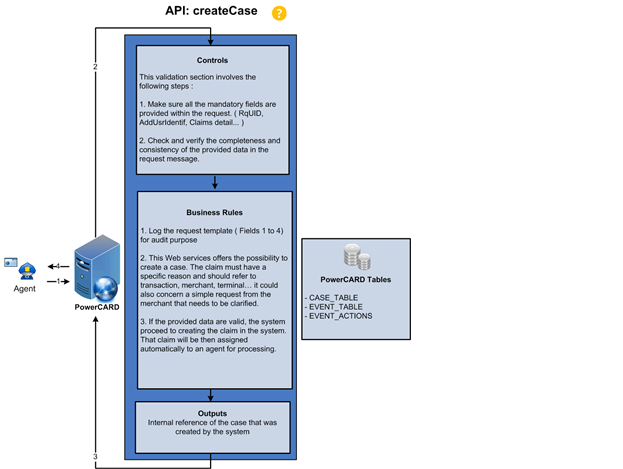 API: createCase
?
2
Controls
This validation section involves the
following steps :
1. Make sure all the mandatory fields are
provided within the request. ( RqUID,
AddUsrIdentif, Claims detail... )
2. Check and verify the completeness and
consistency of the provided data in the
request message.
Business Rules
1. Log the request template ( Fields 1 to 4)
for audit purpose
2. This Web services offers the possibility to
create a case. The claim must have a
specific reason and should refer to
transaction, merchant, terminal... it could
also concern a simple request from the
merchant that needs to be clarified.
3. If the provided data are valid, the system
proceed to creating the claim in the system.
That claim will be then assigned
automatically to an agent for processing.
4
1
Agent
PowerCARD
PowerCARD Tables
- CASE_TABLE
- EVENT_TABLE
- EVENT_ACTIONS
Outputs
Internal reference of the case that was
created by the system
3